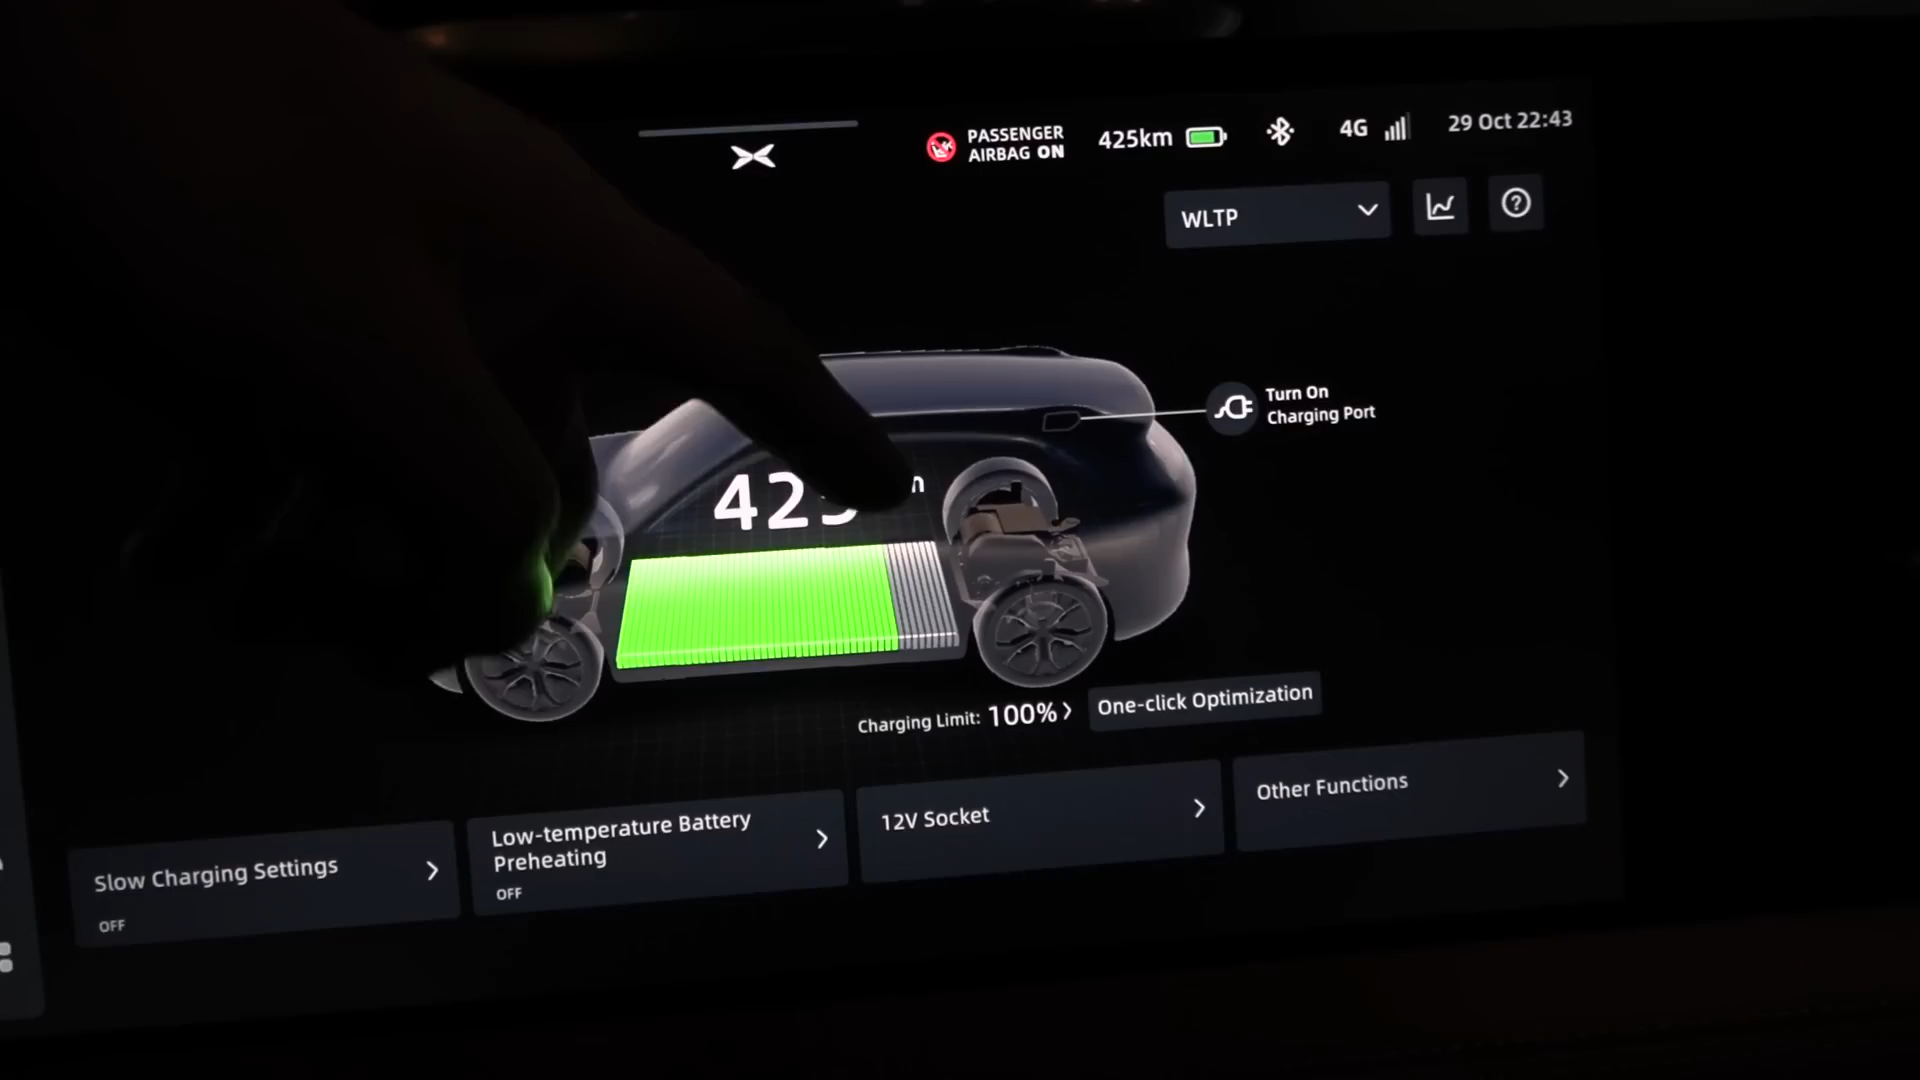 PASSENGER
AIRBAG ON
425km
4G
29 Oct 22:43
WLTP
Turn On
Charging Port
425
Charging Limit: 100%
One-click Optimization
Slow Charging Settings
OFF
Low-temperature Battery
Preheating
OFF
12V Socket
Other Functions